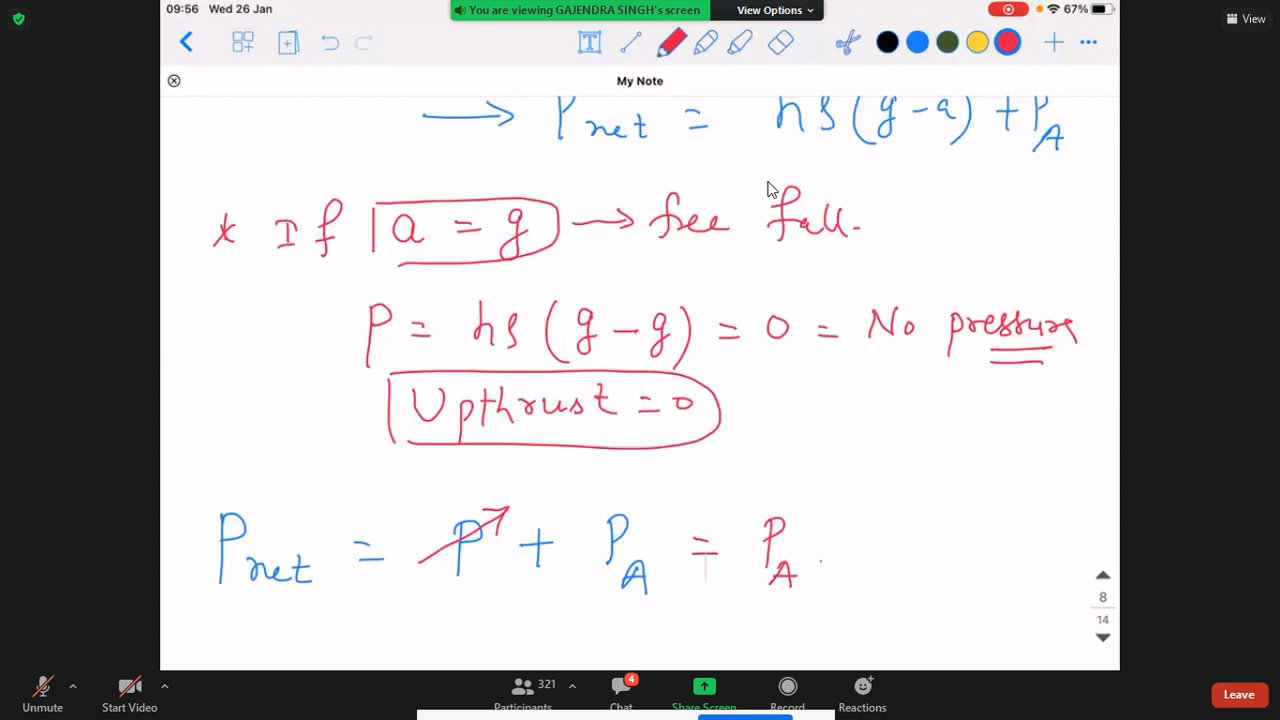 09:56 Wed 26 Jan
You are viewing GAJENDRA SINGH's screen
View Options
67%
View
My Note
→ Pnet = hρ(g-a) + PA
* If a = g → free fall.
P = hρ(g-g) = 0 = No pressure
Upthrust = 0
Pnet = P + PA = PA
8
14
Unmute
Start Video
321
Participants
4
Chat
Share Screen
Record
Reactions
Leave